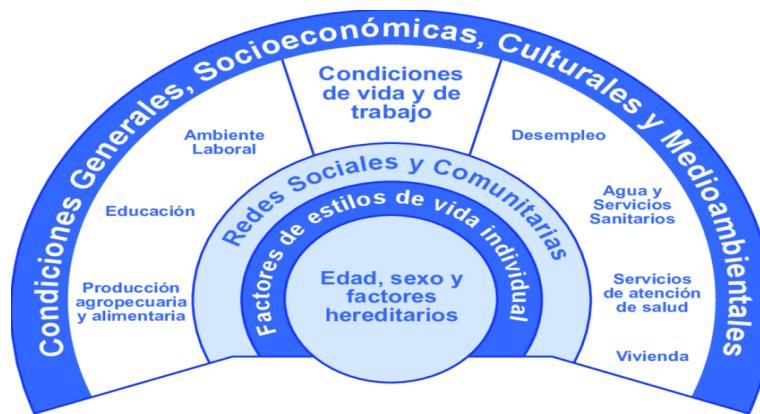 Condiciones Generales, Socioeconómicas, Culturales y Medioambientales
Condiciones
de vida y de
trabajo
Ambiente
Laboral
Desempleo
Educación
Agua y
Servicios
Sanitarios
Producción
agropecuaria
y alimentaria
Servicios
de atención
de salud
Vivienda
Redes Sociales y Comunitarias
Factores de estilos de vida individual
Edad, sexo y
factores
hereditarios